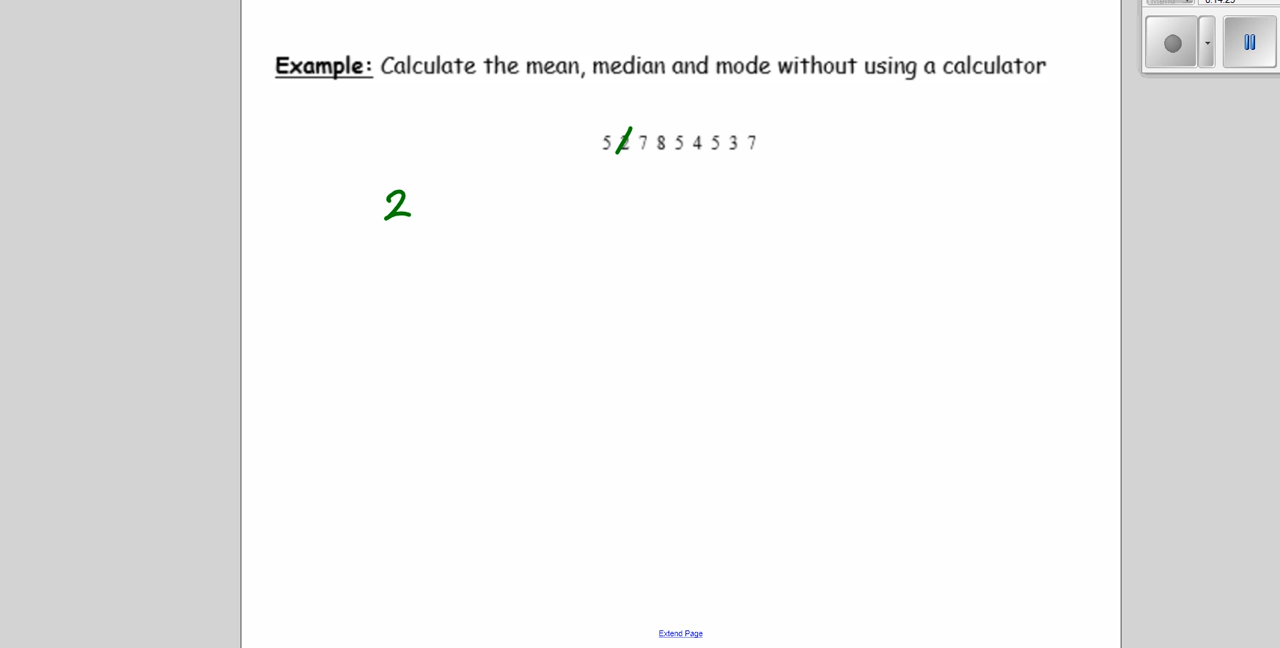 Example: Calculate the mean, median and mode without using a calculator
5 2 7 8 5 4 5 3 7
2
Extend Page